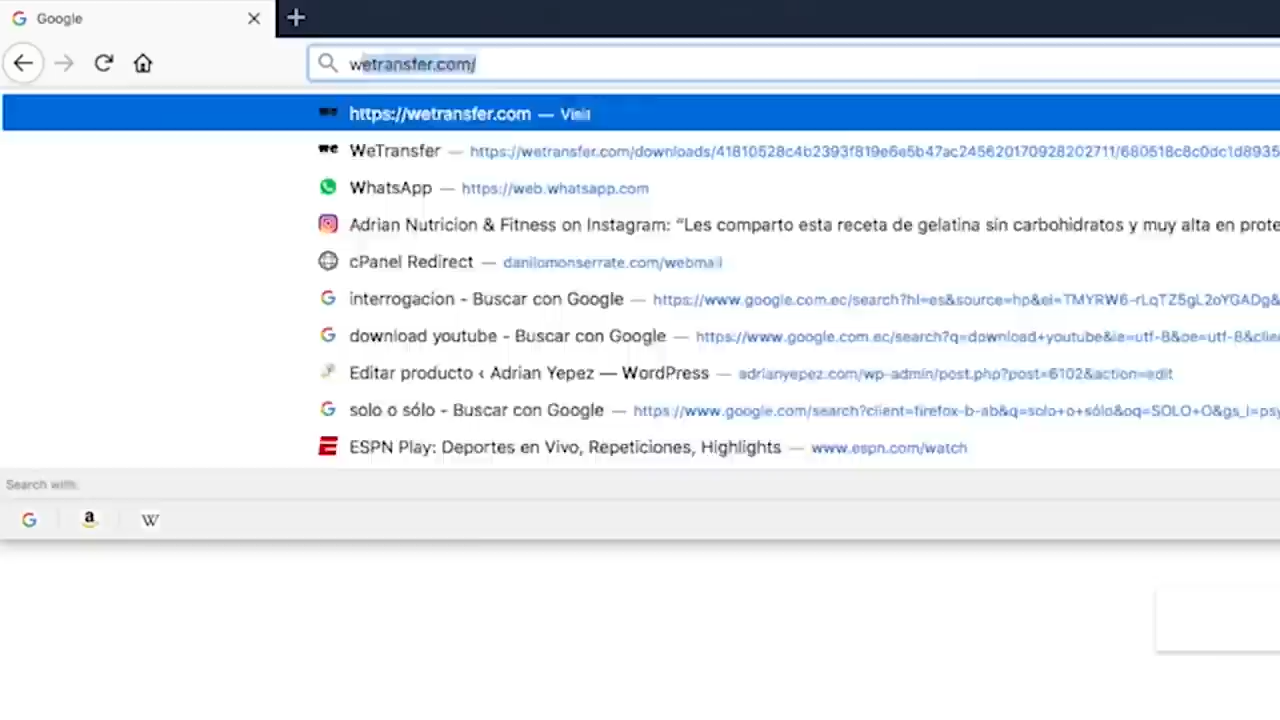 Google
wetransfer.com/
https://wetransfer.com — Visit
WeTransfer — https://wetransfer.com/downloads/41810528c4b2393f819e6e5b47ac245620170928202711/680518c8c0dc1d8935
WhatsApp — https://web.whatsapp.com
Adrian Nutricion & Fitness on Instagram: “Les comparto esta receta de gelatina sin carbohidratos y muy alta en prote
cPanel Redirect — danilomonserrate.com/webmail
interrogacion - Buscar con Google — https://www.google.com.ec/search?hl=es&source=hp&ei=TMYRW6-rLqTZ5gL2oYGADg&
download youtube - Buscar con Google — https://www.google.com.ec/search?q=download+youtube&ie=utf-8&oe=utf-8&clie
Editar producto ‹ Adrian Yepez — WordPress — adrianyepez.com/wp-admin/post.php?post=6102&action=edit
solo o sólo - Buscar con Google — https://www.google.com/search?client=firefox-b-ab&q=solo+o+sólo&oq=SOLO+O&gs_l=psy
ESPN Play: Deportes en Vivo, Repeticiones, Highlights — www.espn.com/watch
Search with: